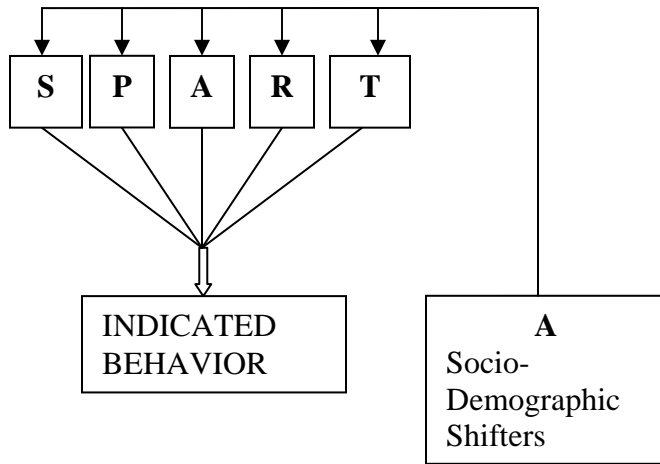 S P A R T
INDICATED
BEHAVIOR
A
Socio-
Demographic
Shifters